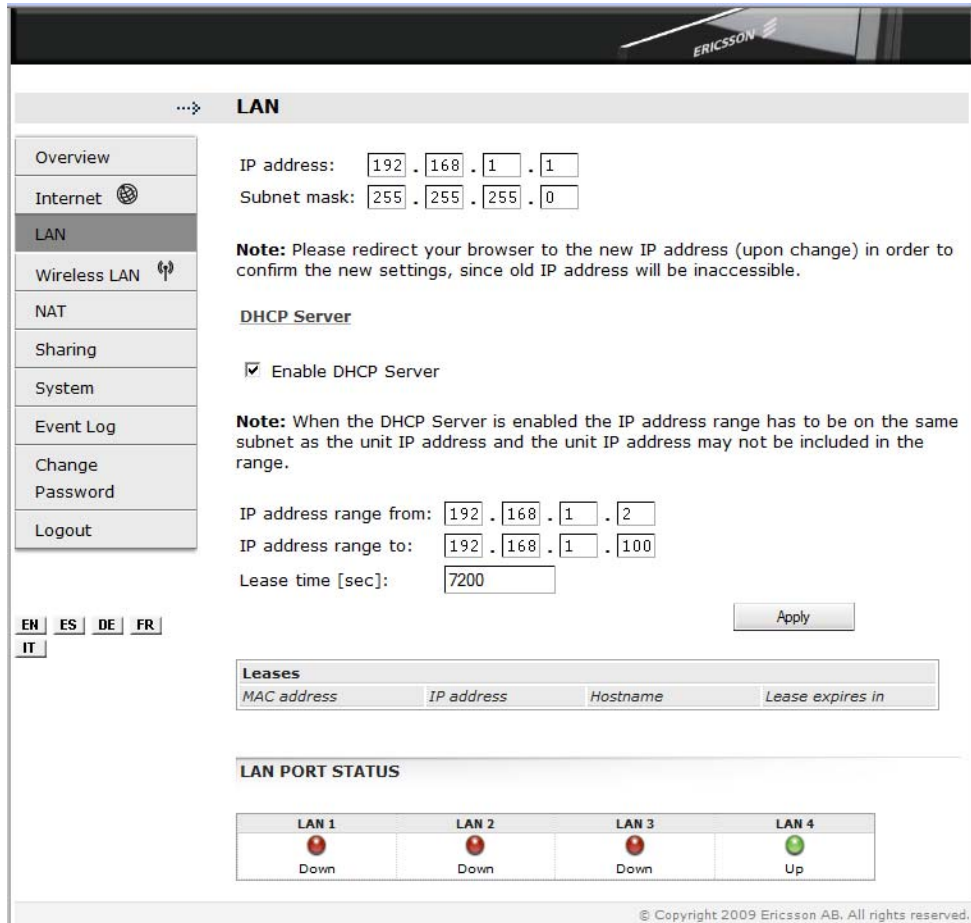 ERICSSON
LAN
Overview
Internet
LAN
Wireless LAN
NAT
Sharing
System
Event Log
Change
Password
Logout
EN ES DE FR
IT
IP address: 192 . 168 . 1 . 1
Subnet mask: 255 . 255 . 255 . 0
Note: Please redirect your browser to the new IP address (upon change) in order to
confirm the new settings, since old IP address will be inaccessible.
DHCP Server
Enable DHCP Server
Note: When the DHCP Server is enabled the IP address range has to be on the same
subnet as the unit IP address and the unit IP address may not be included in the
range.
IP address range from: 192 . 168 . 1 . 2
IP address range to: 192 . 168 . 1 . 100
Lease time [sec]: 7200
Apply
Leases
MAC address IP address Hostname Lease expires in
LAN PORT STATUS
LAN 1 LAN 2 LAN 3 LAN 4
Down Down Down Up
© Copyright 2009 Ericsson AB. All rights reserved.